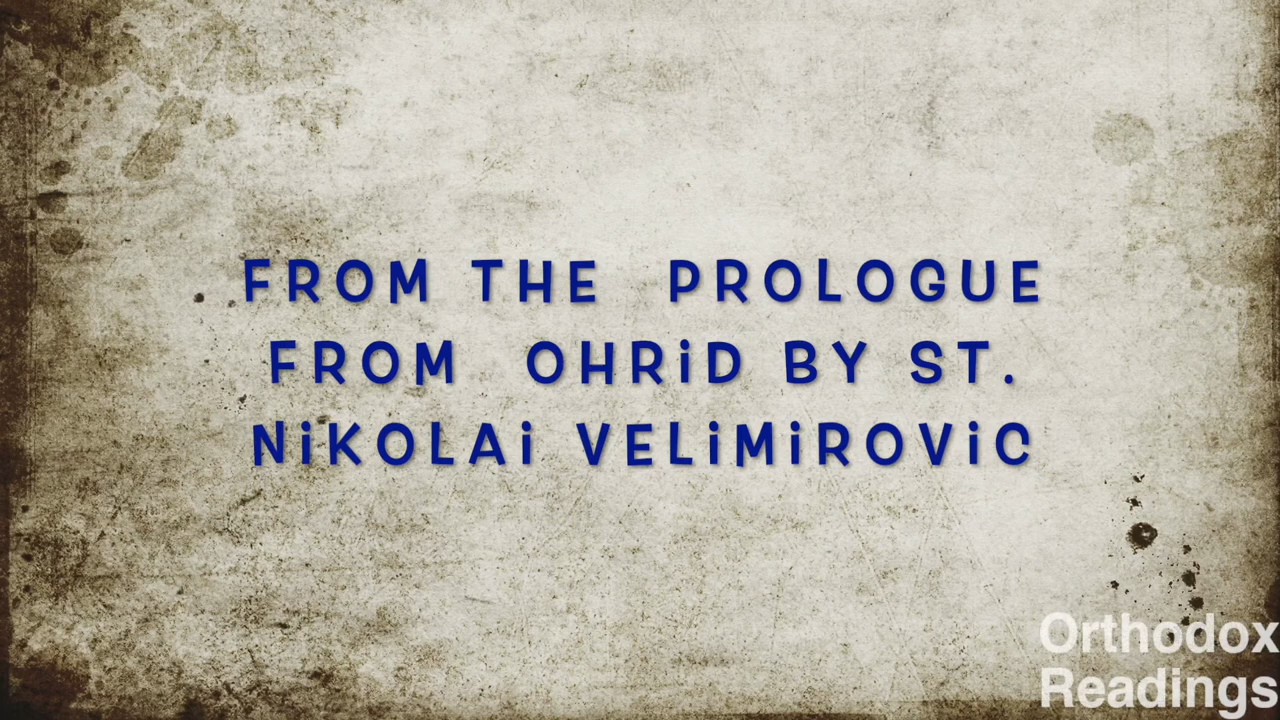 FROM THE PROLOGUE
FROM OHRiD BY ST.
NiKOLAi VELiMiROViC
Orthodox
Readings